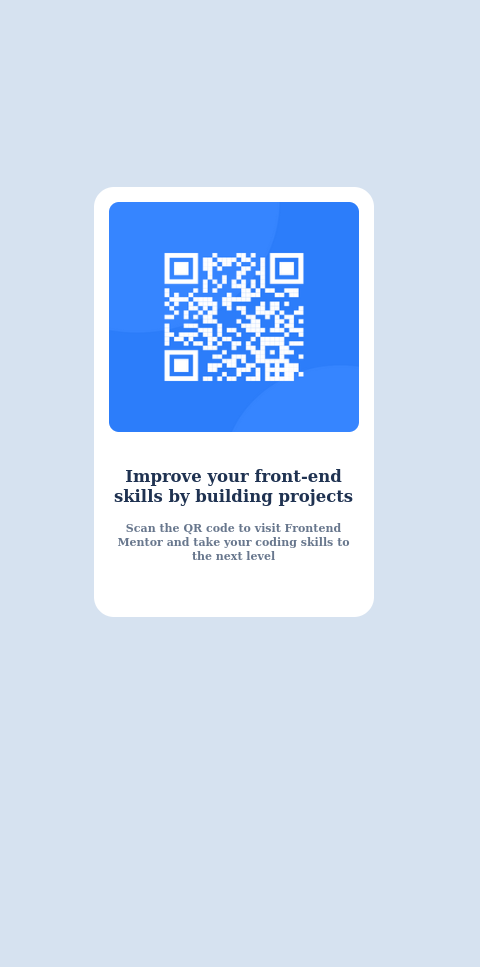 Improve your front-end
skills by building projects
Scan the QR code to visit Frontend
Mentor and take your coding skills to
the next level